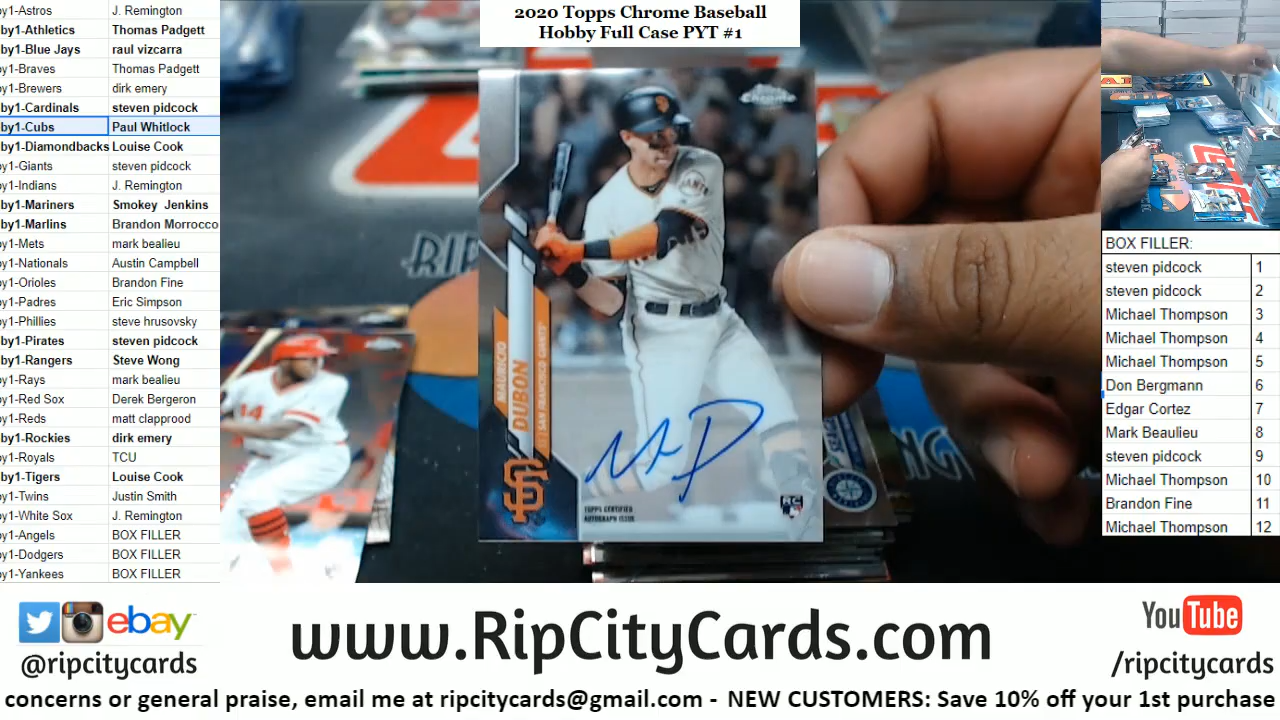 2020 Topps Chrome Baseball
Hobby Full Case PYT #1
by1-Astros J. Remington
by1-Athletics Thomas Padgett
by1-Blue Jays raul vizcarra
by1-Braves Thomas Padgett
by1-Brewers dirk emery
by1-Cardinals steven pidcock
by1-Cubs Paul Whitlock
by1-Diamondbacks Louise Cook
by1-Giants steven pidcock
by1-Indians J. Remington
by1-Mariners Smokey Jenkins
by1-Marlins Brandon Morrocco
by1-Mets mark bealieu
by1-Nationals Austin Campbell
by1-Orioles Brandon Fine
by1-Padres Eric Simpson
by1-Phillies steve hrusovsky
by1-Pirates steven pidcock
by1-Rangers Steve Wong
by1-Rays mark bealieu
by1-Red Sox Derek Bergeron
by1-Reds matt clapprood
by1-Rockies dirk emery
by1-Royals TCU
by1-Tigers Louise Cook
by1-Twins Justin Smith
by1-White Sox J. Remington
by1-Angels BOX FILLER
by1-Dodgers BOX FILLER
by1-Yankees BOX FILLER
Chrome
GIANTS
MAURICIO
DUBON
SAN FRANCISCO GIANTS
SF
TOPPS CERTIFIED
AUTOGRAPH ISSUE
RC
RIP
14
BOX FILLER:
steven pidcock 1
steven pidcock 2
Michael Thompson 3
Michael Thompson 4
Michael Thompson 5
Don Bergmann 6
Edgar Cortez 7
Mark Beaulieu 8
steven pidcock 9
Michael Thompson 10
Brandon Fine 11
Michael Thompson 12
ebay
@ripcitycards
www.RipCityCards.com
YouTube
/ripcitycards
concerns or general praise, email me at ripcitycards@gmail.com - NEW CUSTOMERS: Save 10% off your 1st purchase